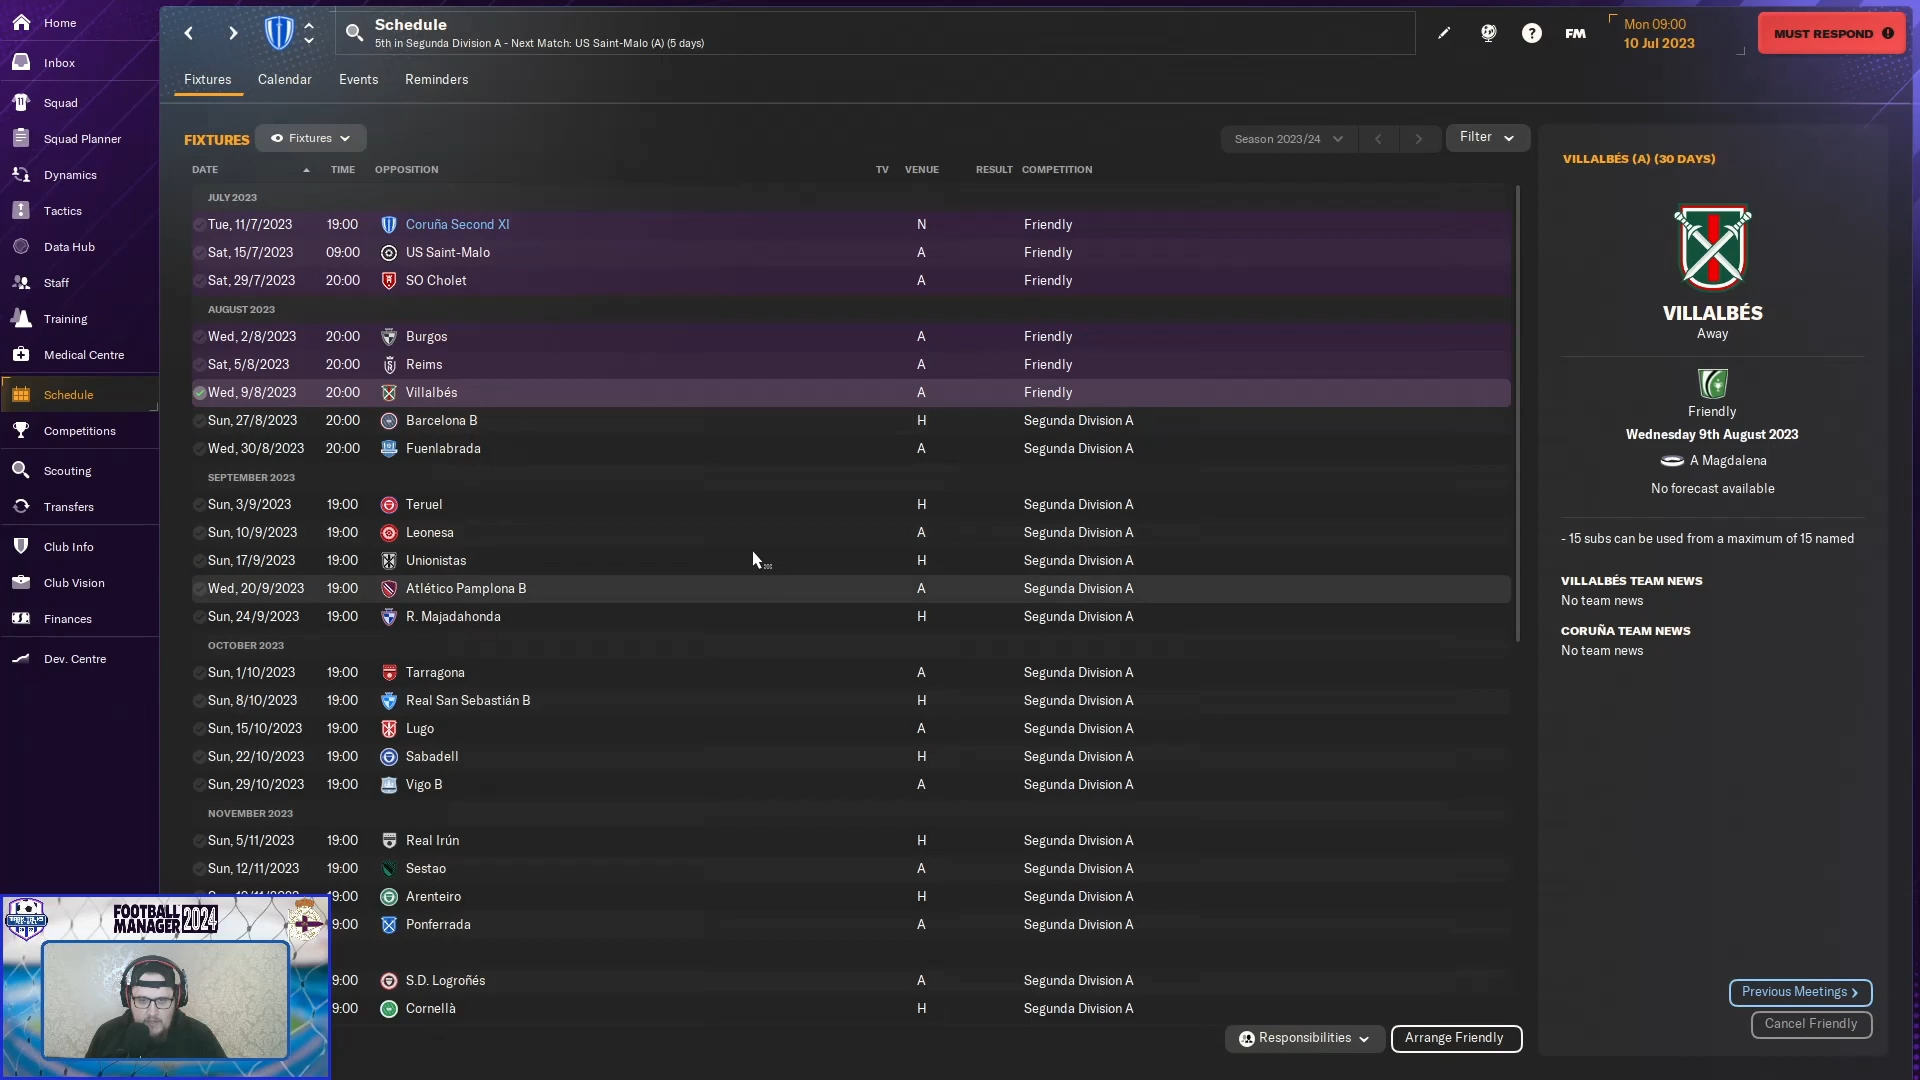 Home
Inbox
Squad
Squad Planner
Dynamics
Tactics
Data Hub
Staff
Training
Medical Centre
Schedule
Competitions
Scouting
Transfers
Club Info
Club Vision
Finances
Dev. Centre
Schedule
5th in Segunda Division A - Next Match: US Saint-Malo (A) (5 days)
FM
Mon 09:00
10 Jul 2023
MUST RESPOND
Fixtures Calendar Events Reminders
FIXTURES Fixtures Season 2023/24 Filter
DATE TIME OPPOSITION TV VENUE RESULT COMPETITION
JULY 2023
Tue, 11/7/2023 19:00 Coruña Second XI N Friendly
Sat, 15/7/2023 09:00 US Saint-Malo A Friendly
Sat, 29/7/2023 20:00 SO Cholet A Friendly
AUGUST 2023
Wed, 2/8/2023 20:00 Burgos A Friendly
Sat, 5/8/2023 20:00 Reims A Friendly
Wed, 9/8/2023 20:00 Villalbés A Friendly
Sun, 27/8/2023 20:00 Barcelona B H Segunda Division A
Wed, 30/8/2023 20:00 Fuenlabrada A Segunda Division A
SEPTEMBER 2023
Sun, 3/9/2023 19:00 Teruel H Segunda Division A
Sun, 10/9/2023 19:00 Leonesa A Segunda Division A
Sun, 17/9/2023 19:00 Unionistas H Segunda Division A
Wed, 20/9/2023 19:00 Atlético Pamplona B A Segunda Division A
Sun, 24/9/2023 19:00 R. Majadahonda H Segunda Division A
OCTOBER 2023
Sun, 1/10/2023 19:00 Tarragona A Segunda Division A
Sun, 8/10/2023 19:00 Real San Sebastián B H Segunda Division A
Sun, 15/10/2023 19:00 Lugo A Segunda Division A
Sun, 22/10/2023 19:00 Sabadell H Segunda Division A
Sun, 29/10/2023 19:00 Vigo B A Segunda Division A
NOVEMBER 2023
Sun, 5/11/2023 19:00 Real Irún H Segunda Division A
Sun, 12/11/2023 19:00 Sestao A Segunda Division A
9:00 Arenteiro H Segunda Division A
9:00 Ponferrada A Segunda Division A
9:00 S.D. Logroñés A Segunda Division A
9:00 Cornellà H Segunda Division A
Responsibilities Arrange Friendly
VILLALBÉS (A) (30 DAYS)
VILLALBÉS
Away
Friendly
Wednesday 9th August 2023
A Magdalena
No forecast available
- 15 subs can be used from a maximum of 15 named
VILLALBÉS TEAM NEWS
No team news
CORUÑA TEAM NEWS
No team news
Previous Meetings
Cancel Friendly
FOOTBALL
MANAGER 2024